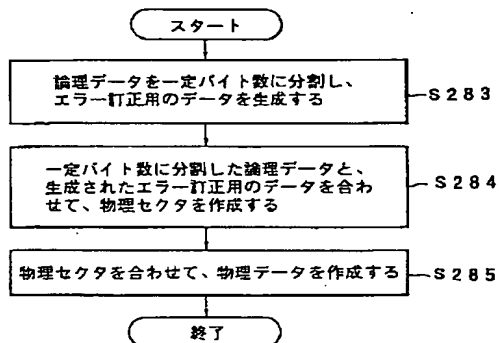 スタート
論理データを一定バイト数に分割し、
エラー訂正用のデータを生成する
S283
一定バイト数に分割した論理データと、
生成されたエラー訂正用のデータを合わ
せて、物理セクタを作成する
S284
物理セクタを合わせて、物理データを作成する
S285
終了